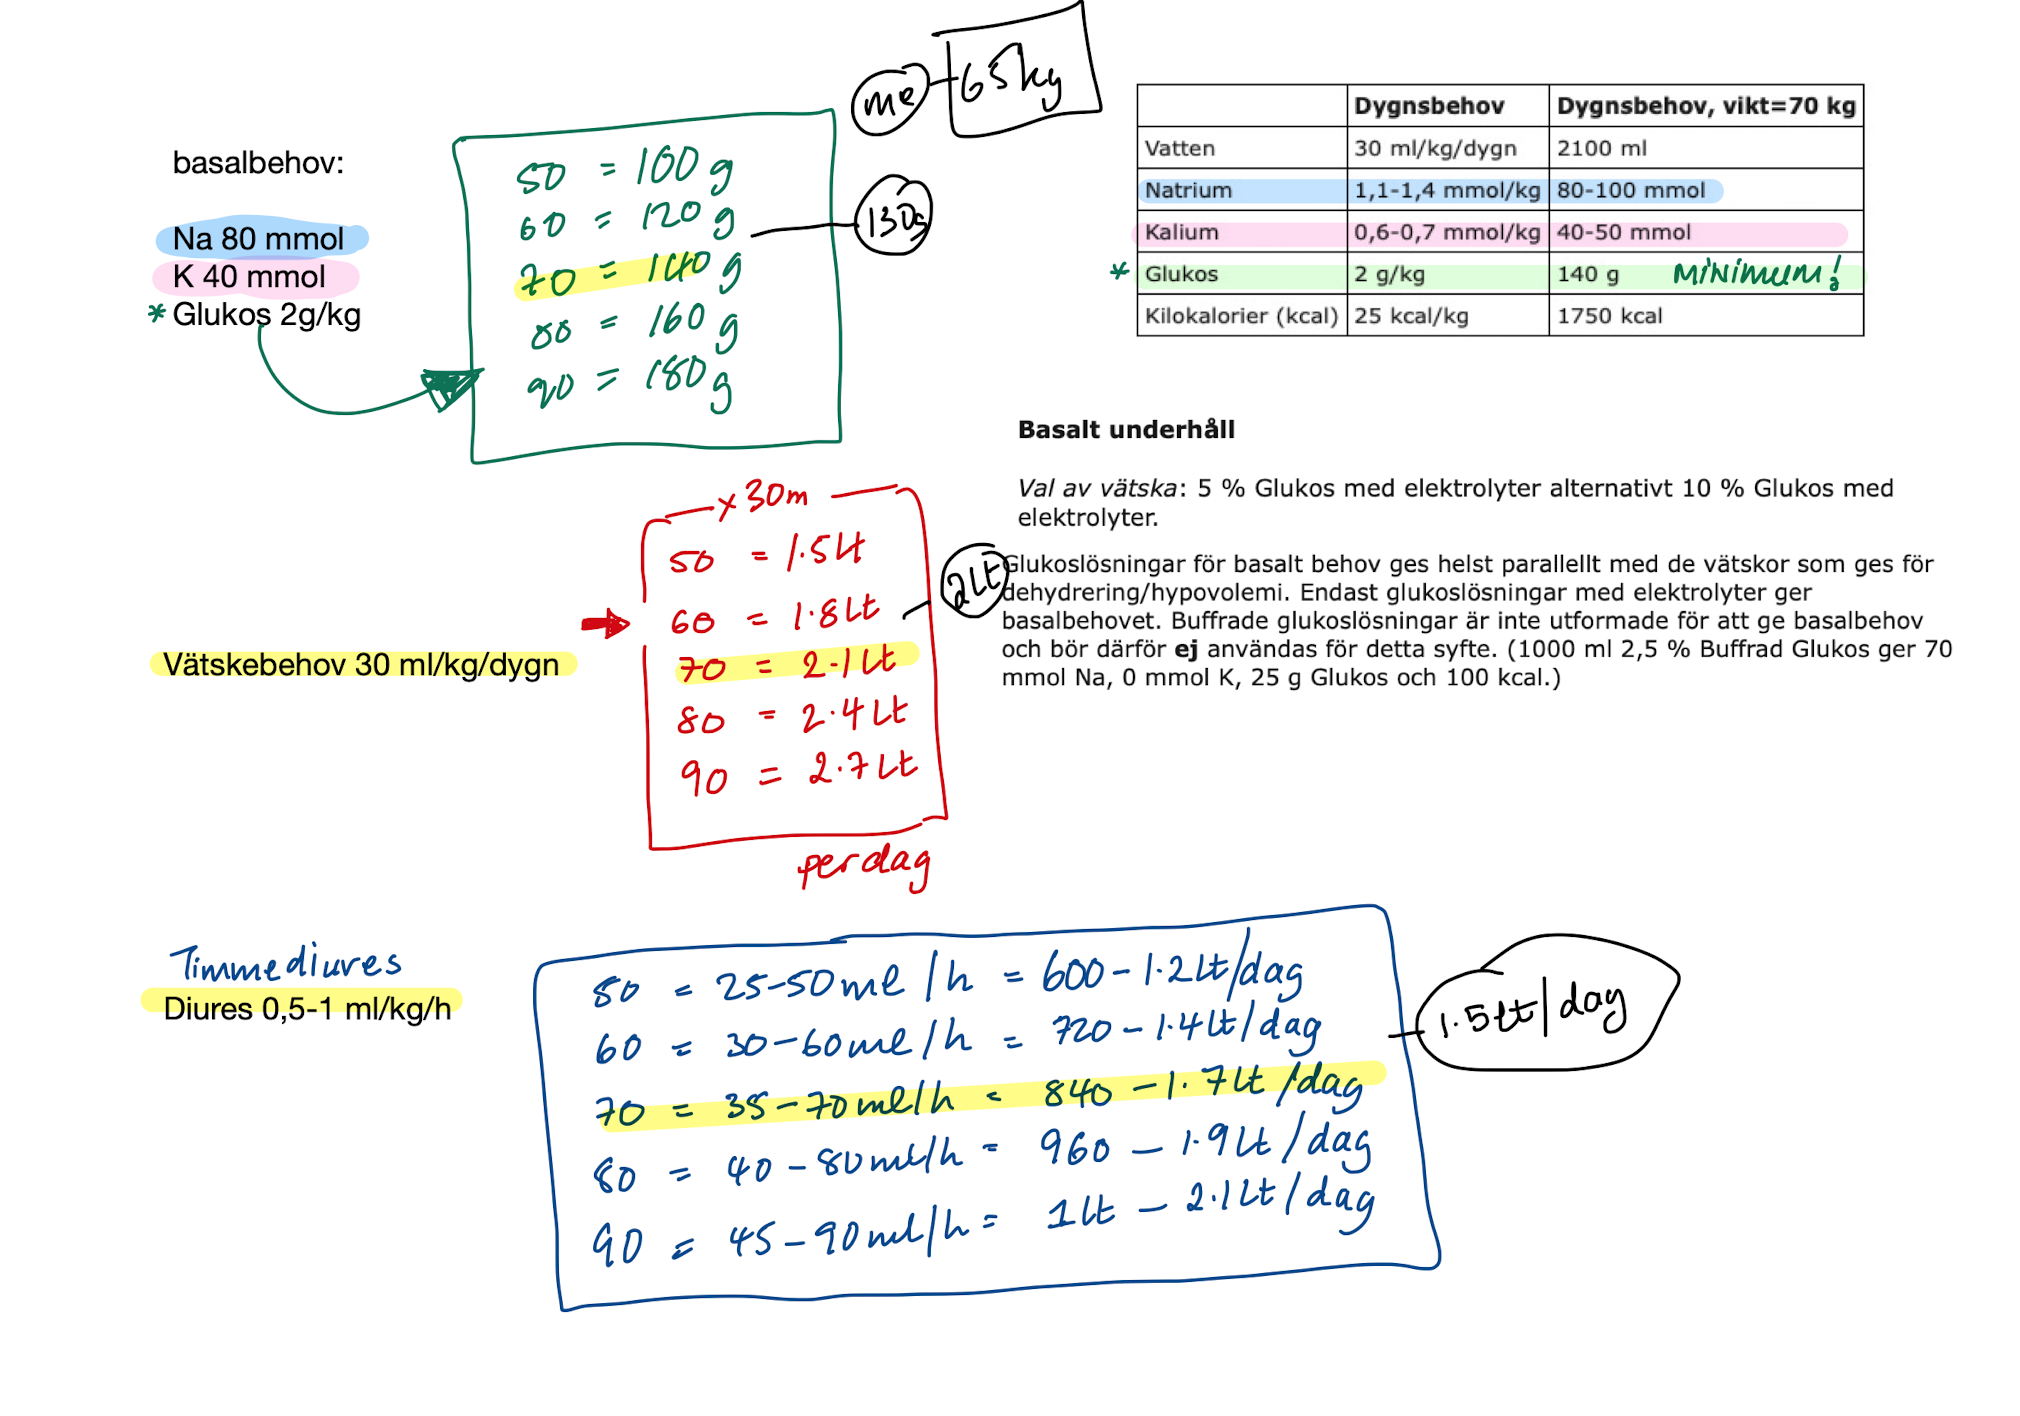 me 65kg
basalbehov:
Na 80 mmol
K 40 mmol
* Glukos 2g/kg
50 = 100 g
60 = 120 g
130g
70 = 140 g
80 = 160 g
90 = 180 g
Dygnsbehov Dygnsbehov, vikt=70 kg
Vatten 30 ml/kg/dygn 2100 ml
Natrium 1,1-1,4 mmol/kg 80-100 mmol
Kalium 0,6-0,7 mmol/kg 40-50 mmol
* Glukos 2 g/kg 140 g MINIMUM!
Kilokalorier (kcal) 25 kcal/kg 1750 kcal
Basalt underhåll
Val av vätska: 5 % Glukos med elektrolyter alternativt 10 % Glukos med
elektrolyter.
Glukoslösningar för basalt behov ges helst parallellt med de vätskor som ges för
dehydrering/hypovolemi. Endast glukoslösningar med elektrolyter ger
basalbehovet. Buffrade glukoslösningar är inte utformade för att ge basalbehov
och bör därför ej användas för detta syfte. (1000 ml 2,5 % Buffrad Glukos ger 70
mmol Na, 0 mmol K, 25 g Glukos och 100 kcal.)
Vätskebehov 30 ml/kg/dygn
x 30m
50 = 1.5Lt
60 = 1.8Lt
2Lt
70 = 2.1Lt
80 = 2.4Lt
90 = 2.7Lt
per dag
Timmediures
Diures 0,5-1 ml/kg/h
80 = 25-50ml/h = 600-1.2Lt/dag
60 = 30-60ml/h = 720-1.4Lt/dag
1.5Lt/dag
70 = 35-70ml/h = 840-1.7Lt/dag
80 = 40-80ml/h = 960-1.9Lt/dag
90 = 45-90ml/h = 1Lt-2.1Lt/dag